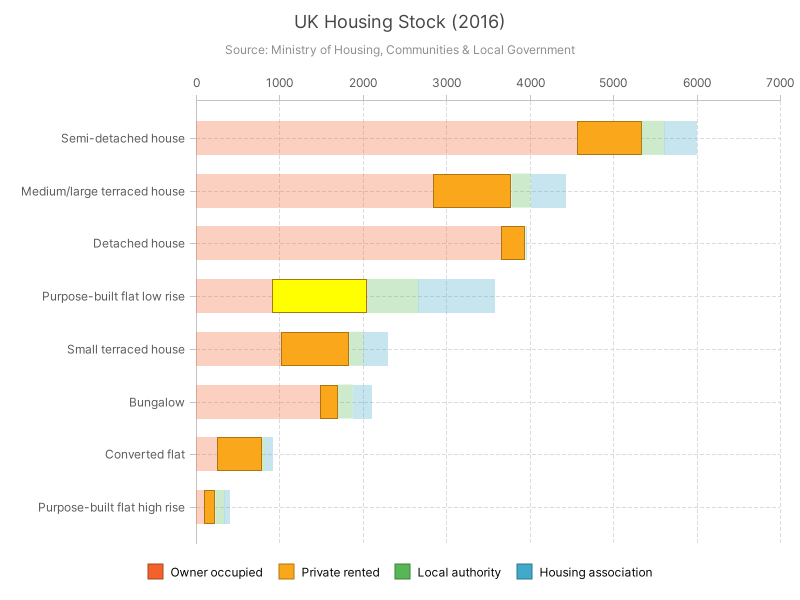 UK Housing Stock (2016)
Source: Ministry of Housing, Communities & Local Government
0 1000 2000 3000 4000 5000 6000 7000
Semi-detached house
Medium/large terraced house
Detached house
Purpose-built flat low rise
Small terraced house
Bungalow
Converted flat
Purpose-built flat high rise
Owner occupied Private rented Local authority Housing association